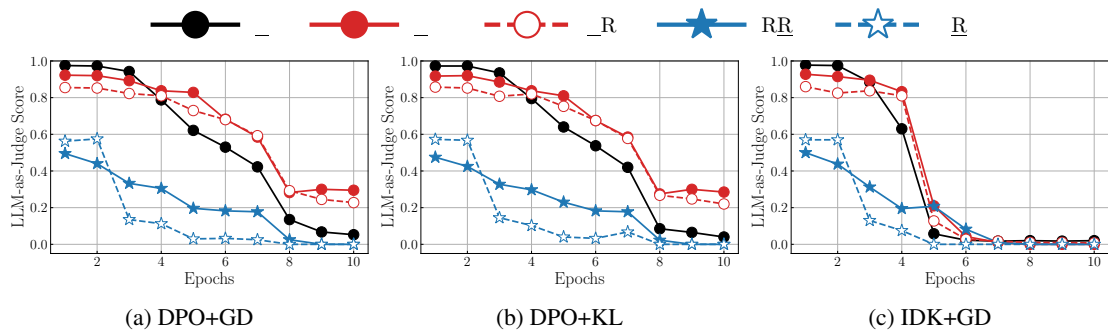 _ _ _R RR R
1.0 0.8 0.6 0.4 0.2 0.0
LLM-as-Judge Score
2 4 6 8 10
Epochs
(a) DPO+GD
1.0 0.8 0.6 0.4 0.2 0.0
LLM-as-Judge Score
2 4 6 8 10
Epochs
(b) DPO+KL
1.0 0.8 0.6 0.4 0.2 0.0
LLM-as-Judge Score
2 4 6 8 10
Epochs
(c) IDK+GD